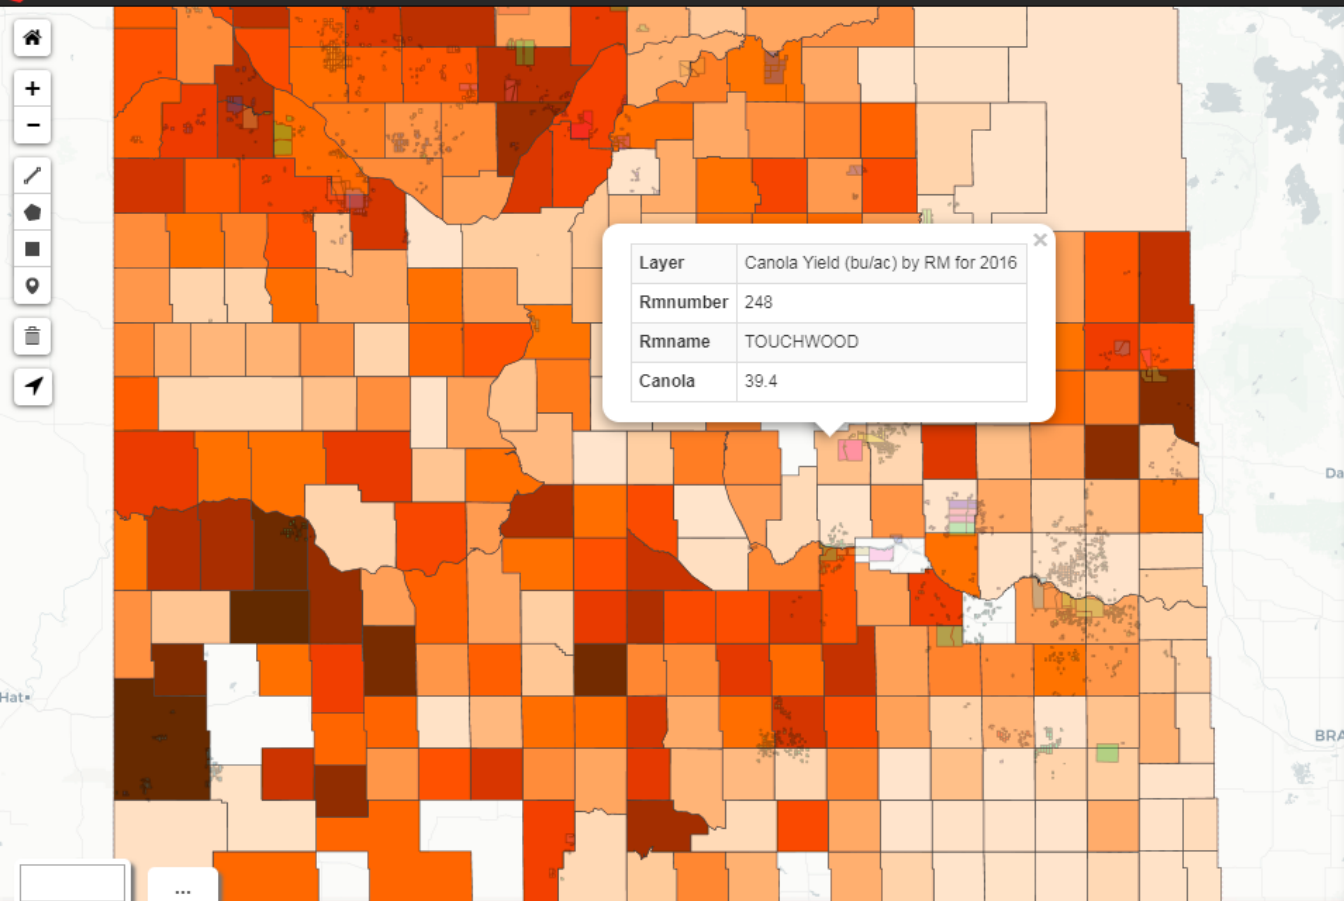 +
−
×
Layer Canola Yield (bu/ac) by RM for 2016
Rmnumber 248
Rmname TOUCHWOOD
Canola 39.4
Da
Hat
BRA
...